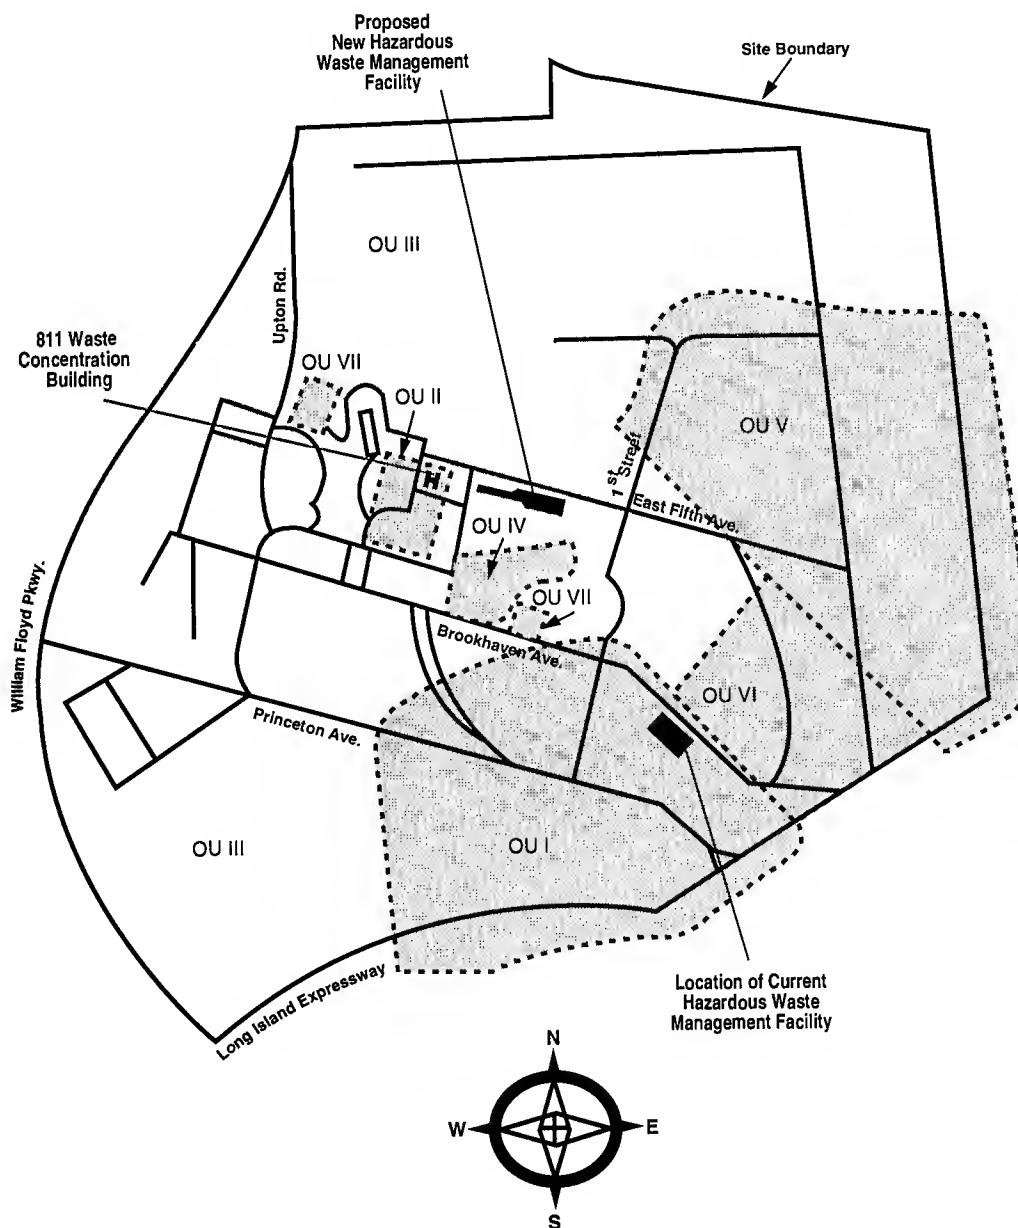 Proposed
New Hazardous
Waste Management
Facility
Site Boundary
OU III
Upton Rd.
811 Waste
Concentration
Building
OU VII
OU II
OU V
H
1 st Street
East Fifth Ave.
OU IV
OU VII
Brookhaven Ave.
OU VI
William Floyd Pkwy.
Princeton Ave.
OU III
OU I
Long Island Expressway
Location of Current
Hazardous Waste
Management Facility
N
W
E
S